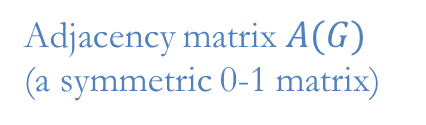 Adjacency matrix A(G)
(a symmetric 0-1 matrix)